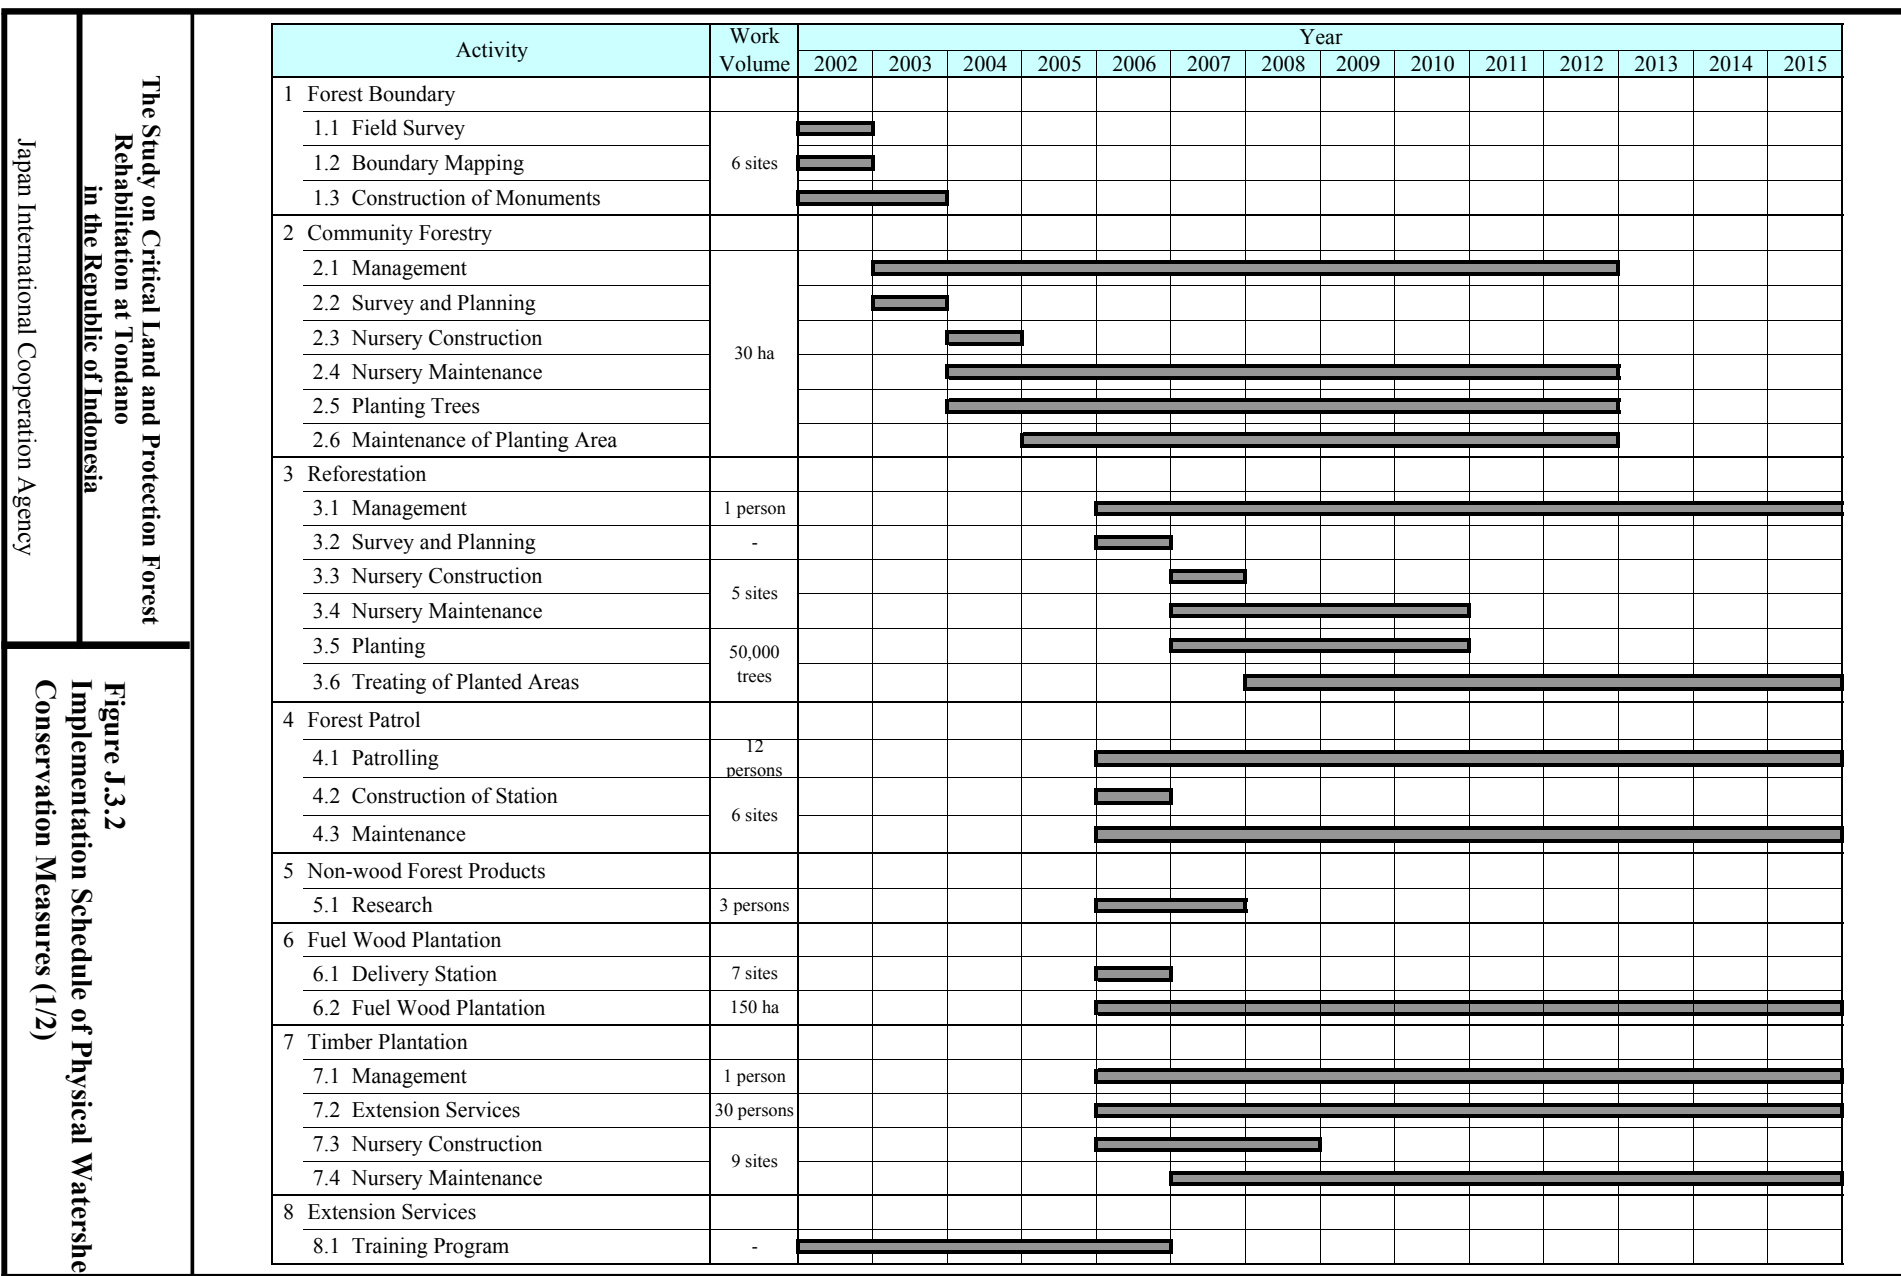 The Study on Critical Land and Protection Forest
Rehabilitation at Tondano
in the Republic of Indonesia
Japan International Cooperation Agency
Figure J.3.2
Implementation Schedule of Physical Watershe
Conservation Measures (1/2)
Activity Work Volume Year
2002 2003 2004 2005 2006 2007 2008 2009 2010 2011 2012 2013 2014 2015
1 Forest Boundary
1.1 Field Survey
1.2 Boundary Mapping 6 sites
1.3 Construction of Monuments
2 Community Forestry
2.1 Management
2.2 Survey and Planning
2.3 Nursery Construction
30 ha
2.4 Nursery Maintenance
2.5 Planting Trees
2.6 Maintenance of Planting Area
3 Reforestation
3.1 Management 1 person
3.2 Survey and Planning -
3.3 Nursery Construction
5 sites
3.4 Nursery Maintenance
3.5 Planting
50,000
trees
3.6 Treating of Planted Areas
4 Forest Patrol
4.1 Patrolling 12 persons
4.2 Construction of Station
6 sites
4.3 Maintenance
5 Non-wood Forest Products
5.1 Research 3 persons
6 Fuel Wood Plantation
6.1 Delivery Station 7 sites
6.2 Fuel Wood Plantation 150 ha
7 Timber Plantation
7.1 Management 1 person
7.2 Extension Services 30 persons
7.3 Nursery Construction
9 sites
7.4 Nursery Maintenance
8 Extension Services
8.1 Training Program -